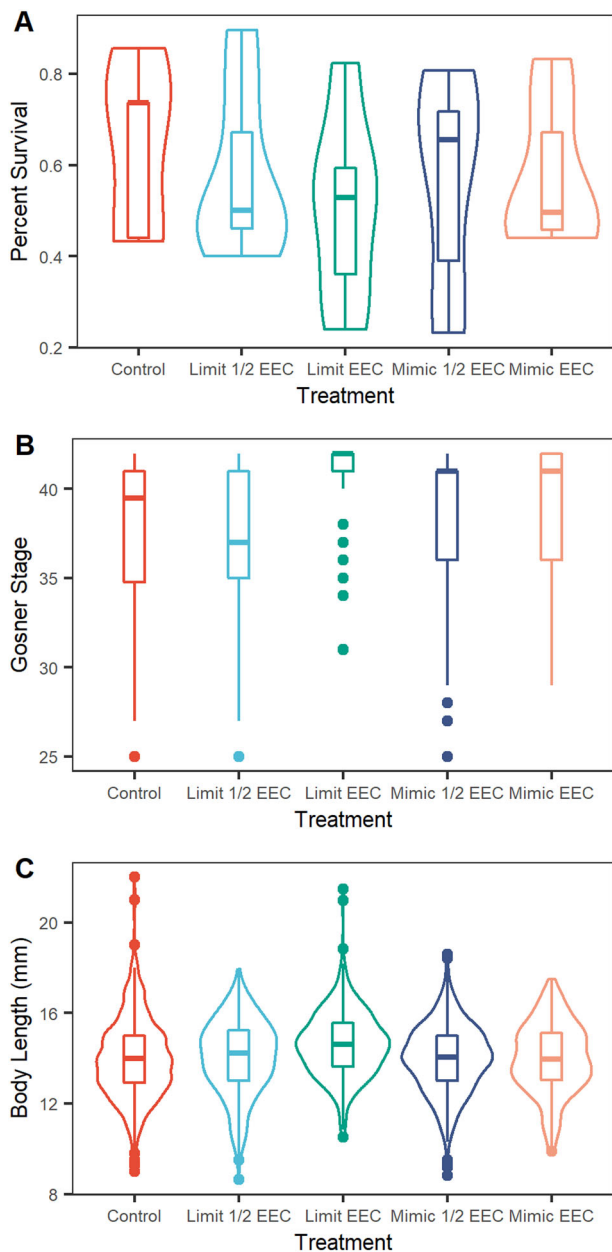 A
Percent Survival
0.8
0.6
0.4
0.2
Control Limit 1/2 EEC Limit EEC Mimic 1/2 EEC Mimic EEC
Treatment
B
Gosner Stage
40
35
30
25
Control Limit 1/2 EEC Limit EEC Mimic 1/2 EEC Mimic EEC
Treatment
C
Body Length (mm)
20
16
12
8
Control Limit 1/2 EEC Limit EEC Mimic 1/2 EEC Mimic EEC
Treatment